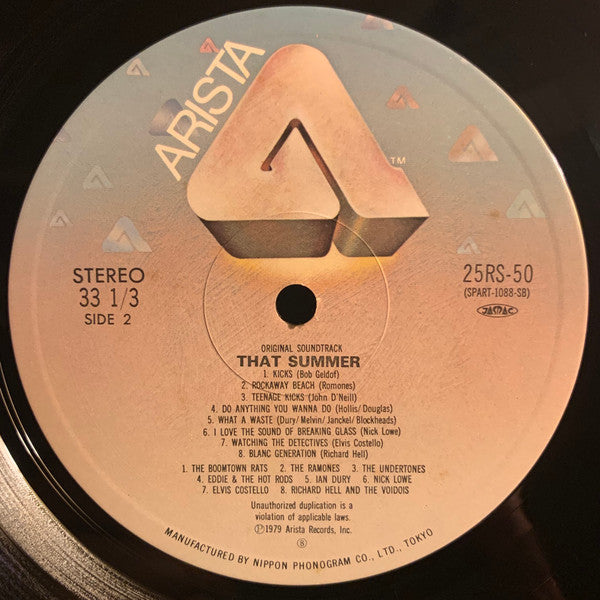 ARISTA
TM
STEREO
33 1/3
SIDE 2
25RS-50
(SPART-1088-SB)
JASRAC
ORIGINAL SOUNDTRACK
THAT SUMMER
1. KICKS (Bob Geldof)
2. ROCKAWAY BEACH (Romones)
3. TEENAGE KICKS (John O'Neill)
4. DO ANYTHING YOU WANNA DO (Hollis/Douglas)
5. WHAT A WASTE (Dury/Melvin/Janckel/Blockheads)
6. I LOVE THE SOUND OF BREAKING GLASS (Nick Lowe)
7. WATCHING THE DETECTIVES (Elvis Costello)
8. BLANC GENERATION (Richard Hell)
1. THE BOOMTOWN RATS 2. THE RAMONES 3. THE UNDERTONES
4. EDDIE & THE HOT RODS 5. IAN DURY 6. NICK LOWE
7. ELVIS COSTELLO 8. RICHARD HELL AND THE VOIDOIS
Unauthorized duplication is a
violation of applicable laws.
Ⓟ1979 Arista Records, Inc.
MANUFACTURED BY NIPPON PHONOGRAM CO., LTD., TOKYO